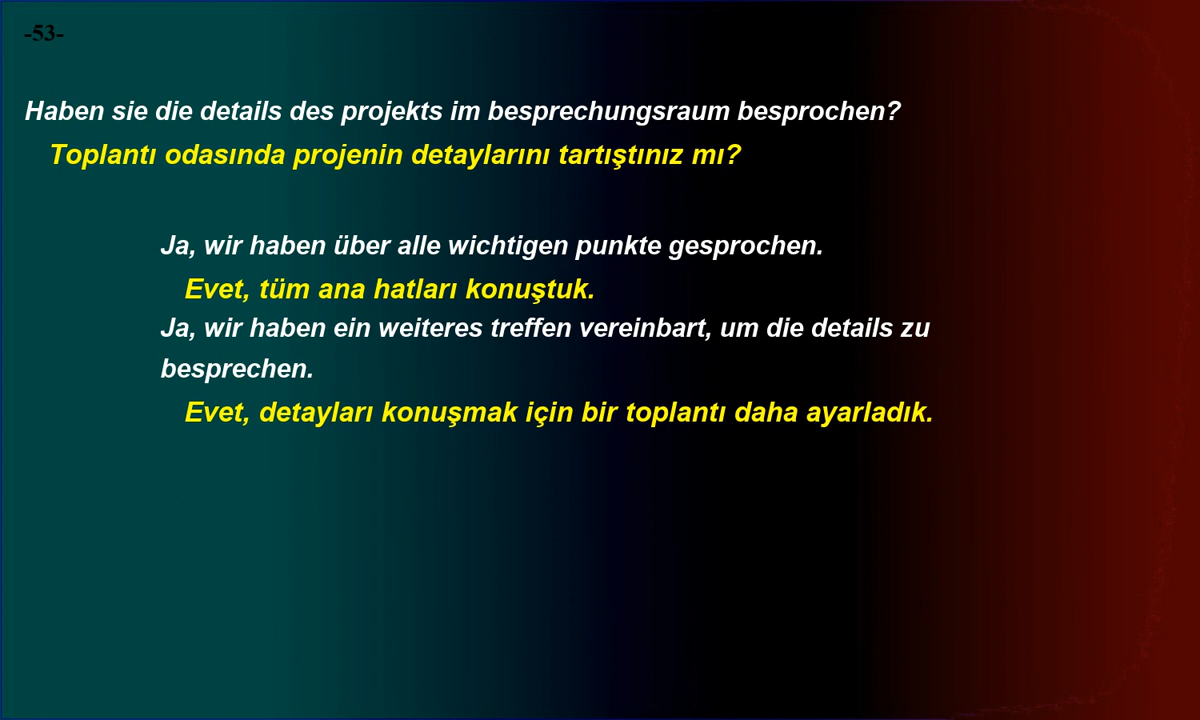 -53-
Haben sie die details des projekts im besprechungsraum besprochen?
Toplantı odasında projenin detaylarını tartıştınız mı?
Ja, wir haben über alle wichtigen punkte gesprochen.
Evet, tüm ana hatları konuştuk.
Ja, wir haben ein weiteres treffen vereinbart, um die details zu
besprechen.
Evet, detayları konuşmak için bir toplantı daha ayarladık.